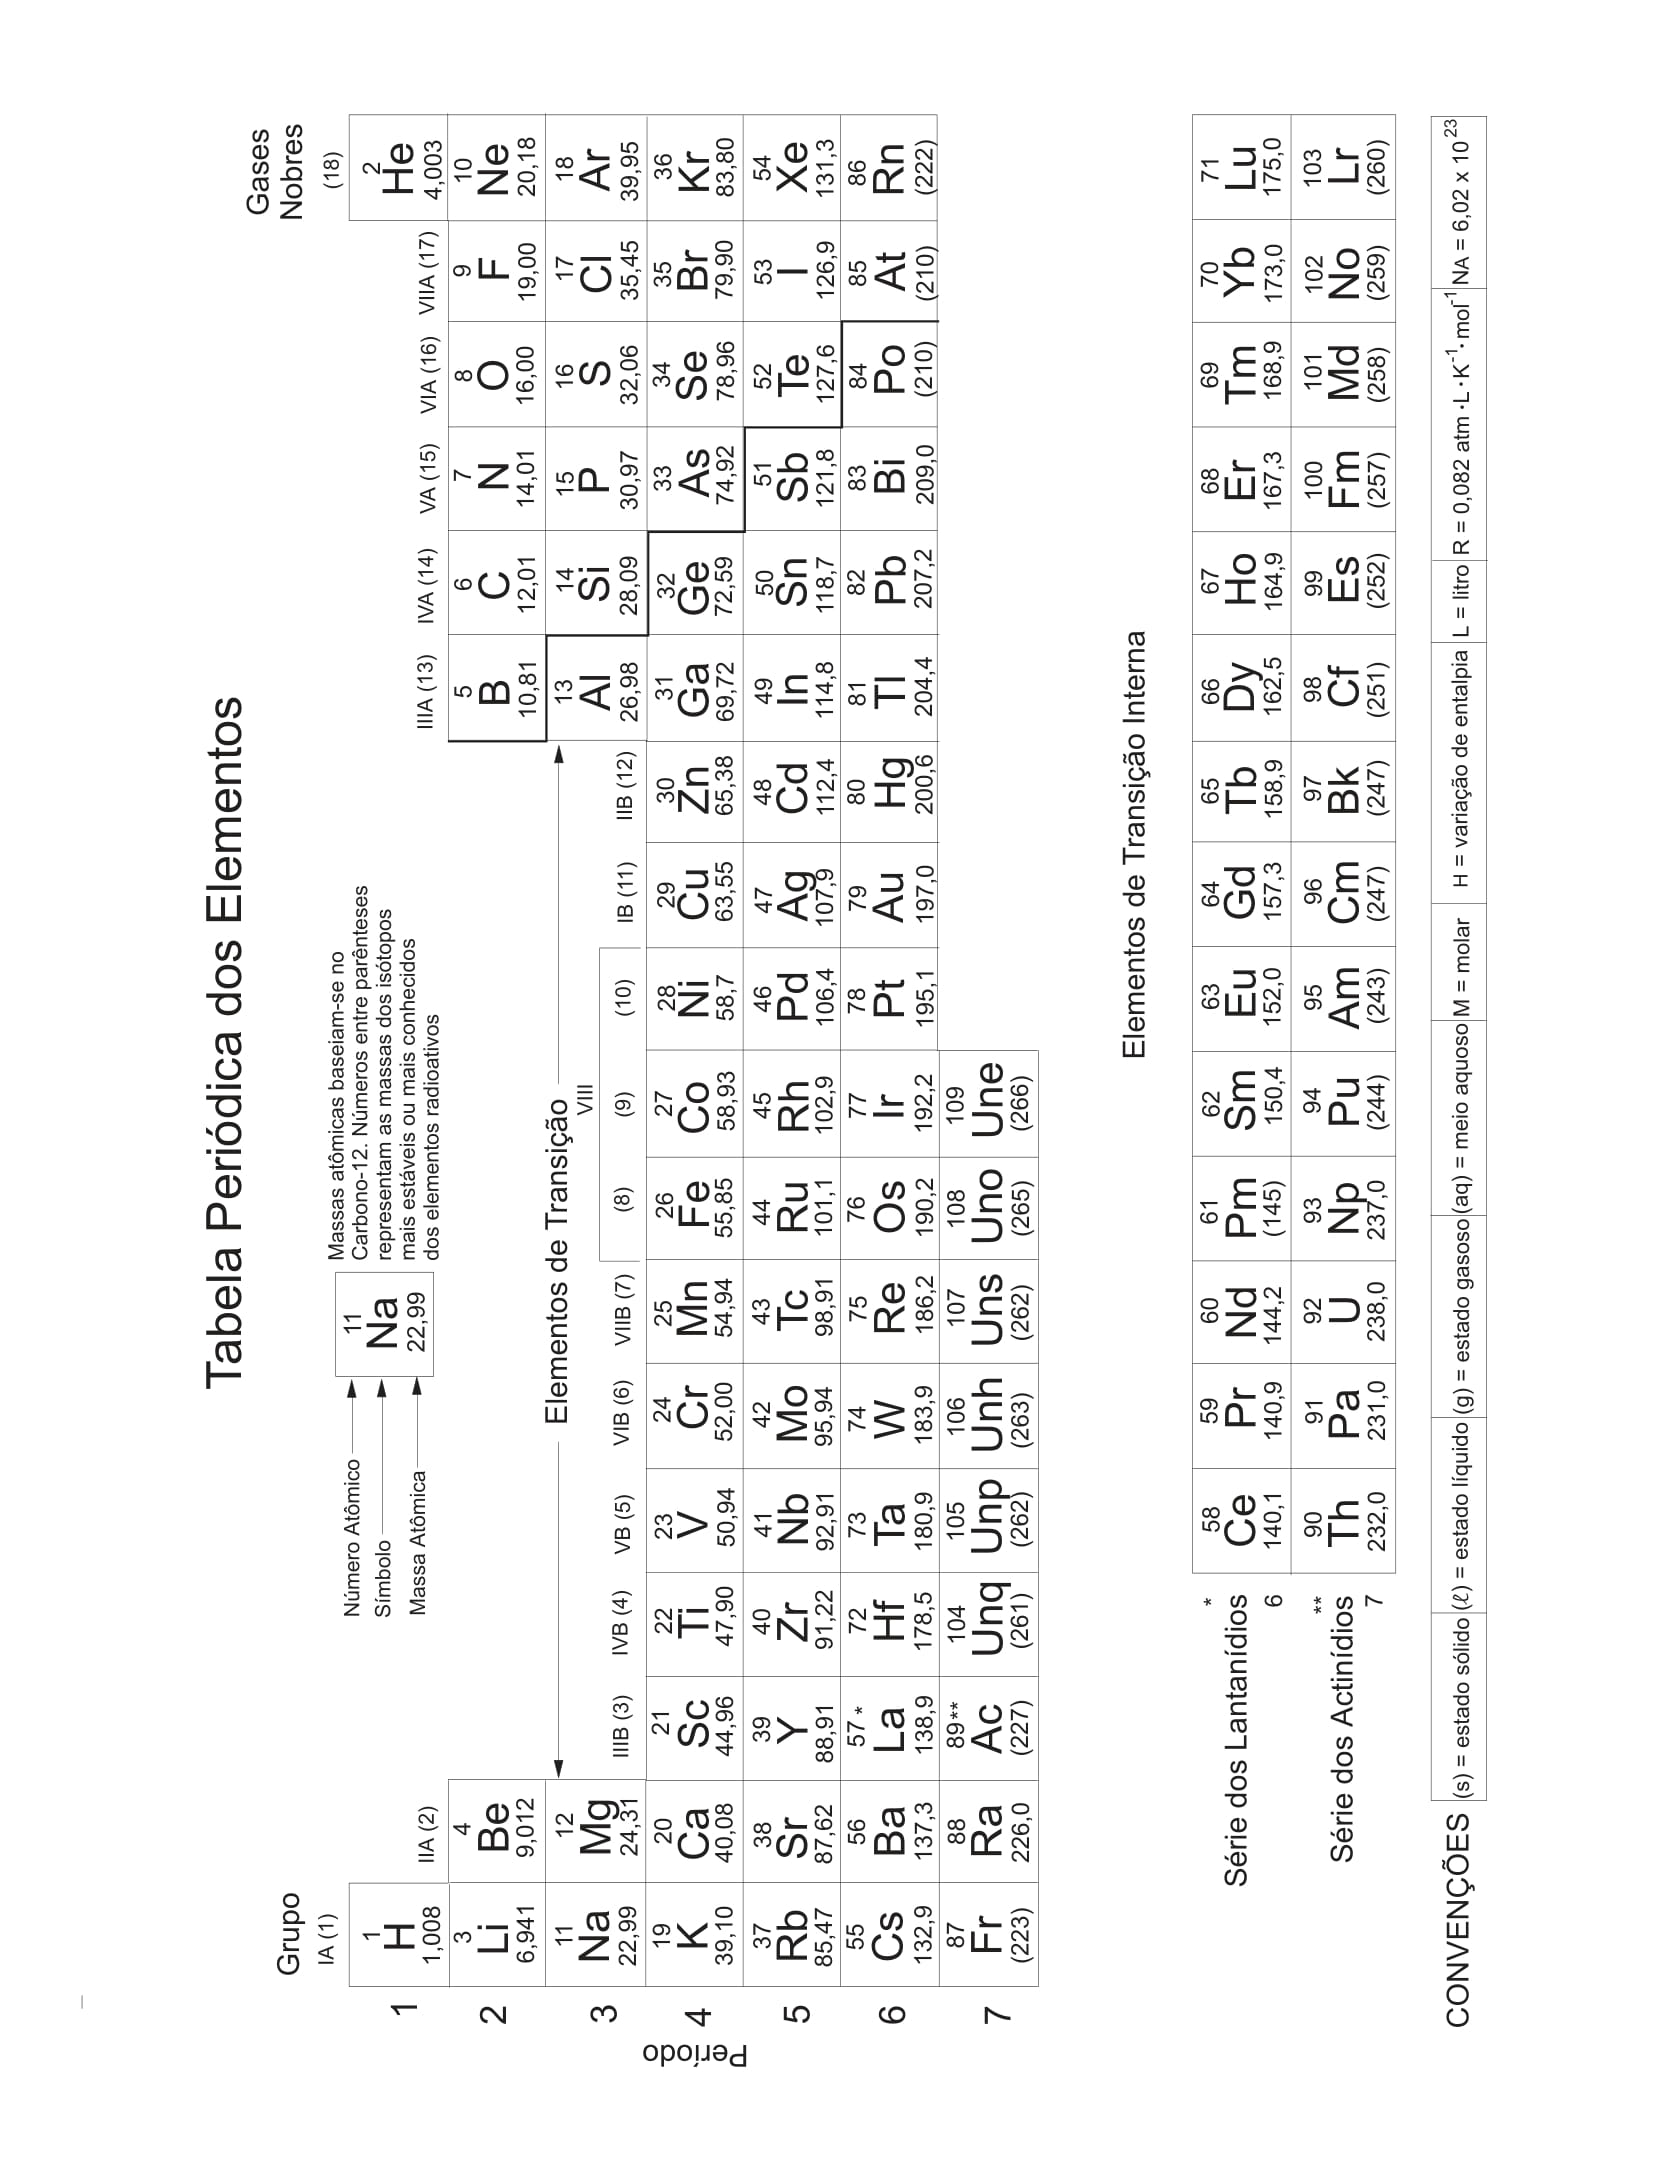 Tabela Periódica dos Elementos
Número Atômico
Símbolo
Massa Atômica
11
Na
22,99
Massas atômicas baseiam-se no
Carbono-12. Números entre parênteses
representam as massas dos isótopos
mais estáveis ou mais conhecidos
dos elementos radioativos
Grupo
Gases
Nobres
IA (1) (18)
1 2
1 H He
1,008 4,003
IIA (2) IIIA (13) IVA (14) VA (15) VIA (16) VIIA (17)
3 4 5 6 7 8 9 10
2 Li Be B C N O F Ne
6,941 9,012 10,81 12,01 14,01 16,00 19,00 20,18
Elementos de Transição
11 12 13 14 15 16 17 18
3 Na Mg Al Si P S Cl Ar
22,99 24,31 26,98 28,09 30,97 32,06 35,45 39,95
VIII
IIIB (3) IVB (4) VB (5) VIB (6) VIIB (7) (8) (9) (10) IB (11) IIB (12)
Período
19 20 21 22 23 24 25 26 27 28 29 30 31 32 33 34 35 36
4 K Ca Sc Ti V Cr Mn Fe Co Ni Cu Zn Ga Ge As Se Br Kr
39,10 40,08 44,96 47,90 50,94 52,00 54,94 55,85 58,93 58,7 63,55 65,38 69,72 72,59 74,92 78,96 79,90 83,80
37 38 39 40 41 42 43 44 45 46 47 48 49 50 51 52 53 54
5 Rb Sr Y Zr Nb Mo Tc Ru Rh Pd Ag Cd In Sn Sb Te I Xe
85,47 87,62 88,91 91,22 92,91 95,94 98,91 101,1 102,9 106,4 107,9 112,4 114,8 118,7 121,8 127,6 126,9 131,3
55 56 57 * 72 73 74 75 76 77 78 79 80 81 82 83 84 85 86
6 Cs Ba La Hf Ta W Re Os Ir Pt Au Hg Tl Pb Bi Po At Rn
132,9 137,3 138,9 178,5 180,9 183,9 186,2 190,2 192,2 195,1 197,0 200,6 204,4 207,2 209,0 (210) (210) (222)
87 88 89** 104 105 106 107 108 109
7 Fr Ra Ac Unq Unp Unh Uns Uno Une
(223) 226,0 (227) (261) (262) (263) (262) (265) (266)
Elementos de Transição Interna
* 58 59 60 61 62 63 64 65 66 67 68 69 70 71
Série dos Lantanídios Ce Pr Nd Pm Sm Eu Gd Tb Dy Ho Er Tm Yb Lu
6 140,1 140,9 144,2 (145) 150,4 152,0 157,3 158,9 162,5 164,9 167,3 168,9 173,0 175,0
** 90 91 92 93 94 95 96 97 98 99 100 101 102 103
Série dos Actinídios Th Pa U Np Pu Am Cm Bk Cf Es Fm Md No Lr
7 232,0 231,0 238,0 237,0 (244) (243) (247) (247) (251) (252) (257) (258) (259) (260)
CONVENÇÕES (s) = estado sólido (ℓ) = estado líquido (g) = estado gasoso (aq) = meio aquoso M = molar H = variação de entalpia L = litro R = 0,082 atm · L · K⁻¹ · mol⁻¹ NA = 6,02 x 10²³